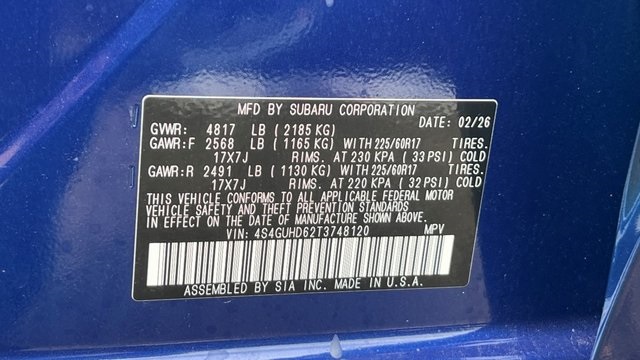 MFD BY SUBARU CORPORATION
DATE: 02/26
GVWR: 4817 LB ( 2185 KG)
GAWR:F 2568 LB ( 1165 KG) WITH 225/60R17 TIRES.
17X7J RIMS. AT 230 KPA ( 33 PSI) COLD
GAWR:R 2491 LB ( 1130 KG) WITH 225/60R17 TIRES.
17X7J RIMS. AT 220 KPA ( 32 PSI) COLD
THIS VEHICLE CONFORMS TO ALL APPLICABLE FEDERAL MOTOR
VEHICLE SAFETY AND THEFT PREVENTION STANDARDS
IN EFFECT ON THE DATE OF MANUFACTURE SHOWN ABOVE.
VIN: 4S4GUHD62T3748120 MPV
ASSEMBLED BY SIA INC. MADE IN U.S.A.